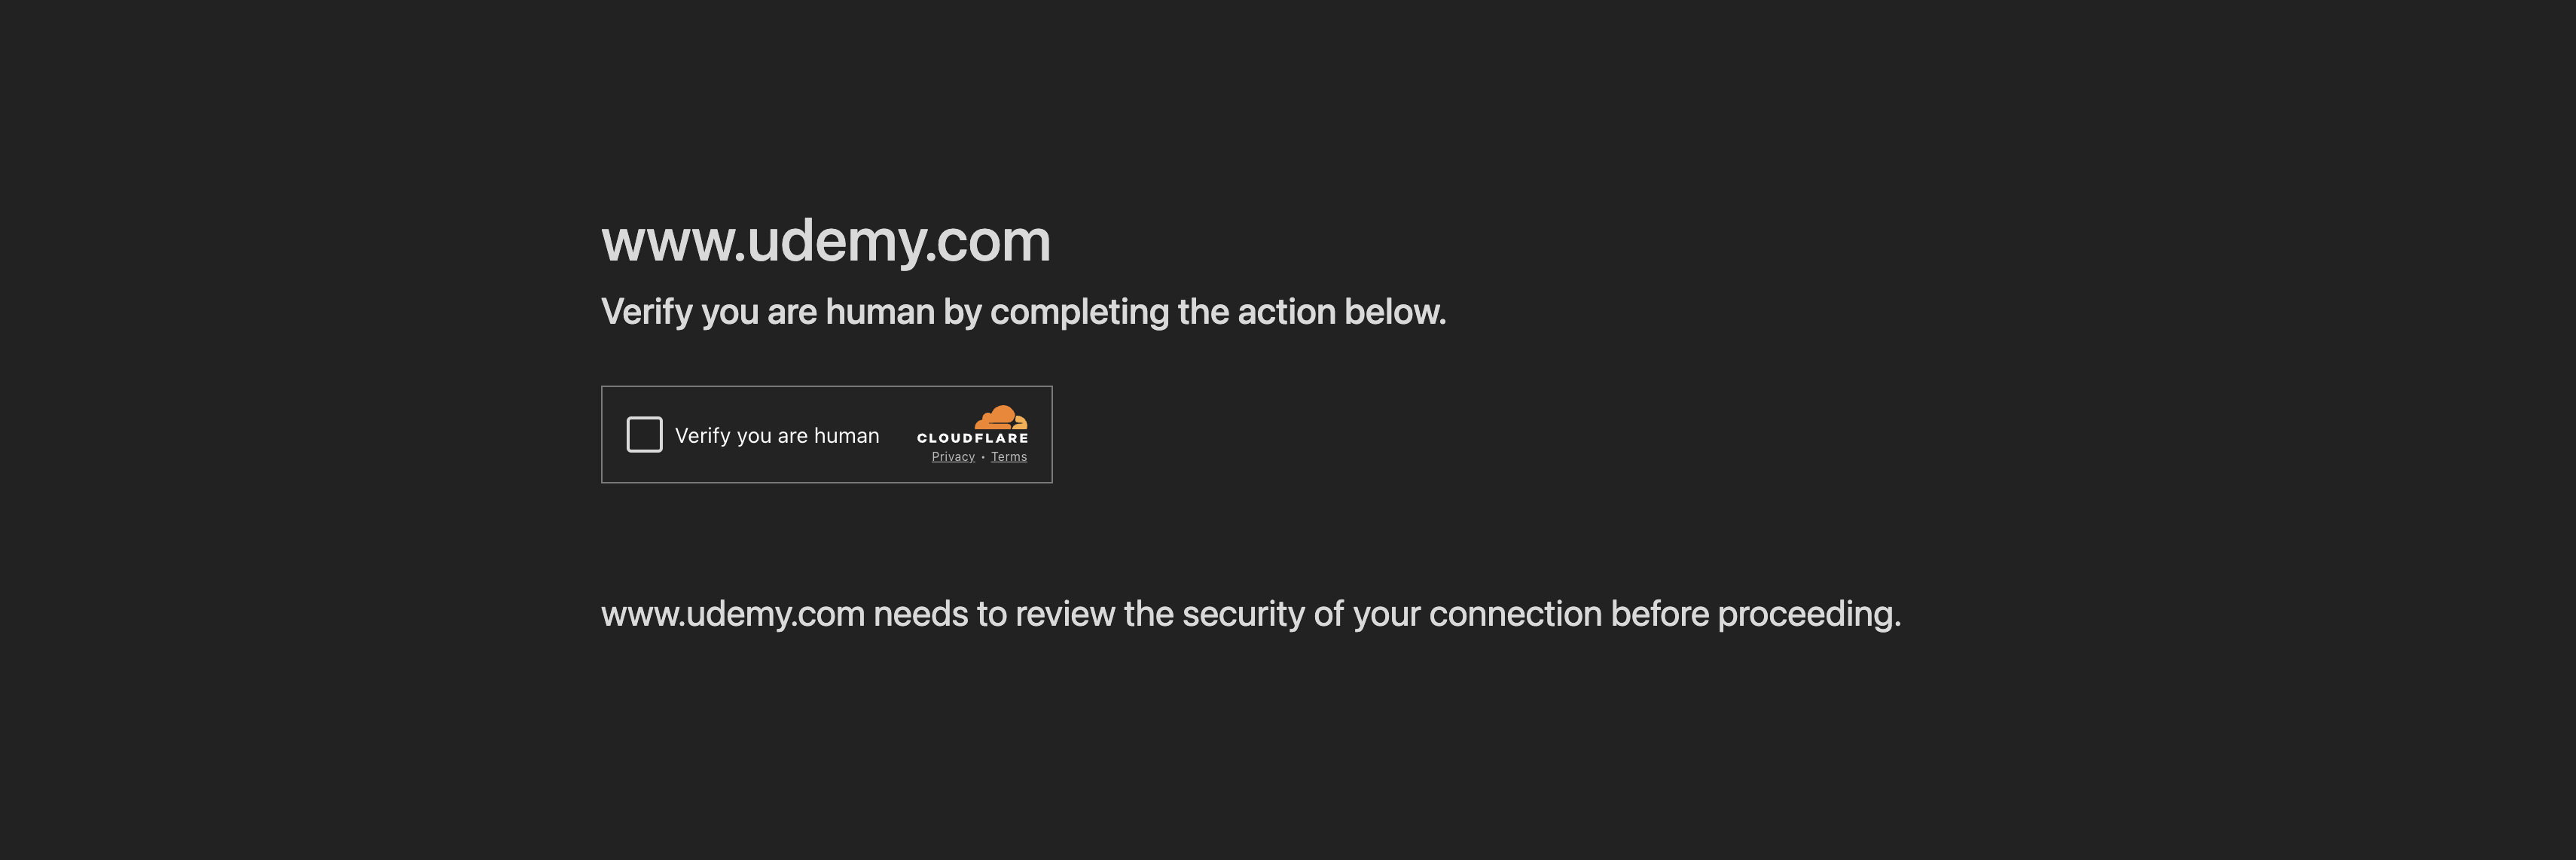 www.udemy.com
Verify you are human by completing the action below.
Verify you are human
CLOUDFLARE
Privacy • Terms
www.udemy.com needs to review the security of your connection before proceeding.